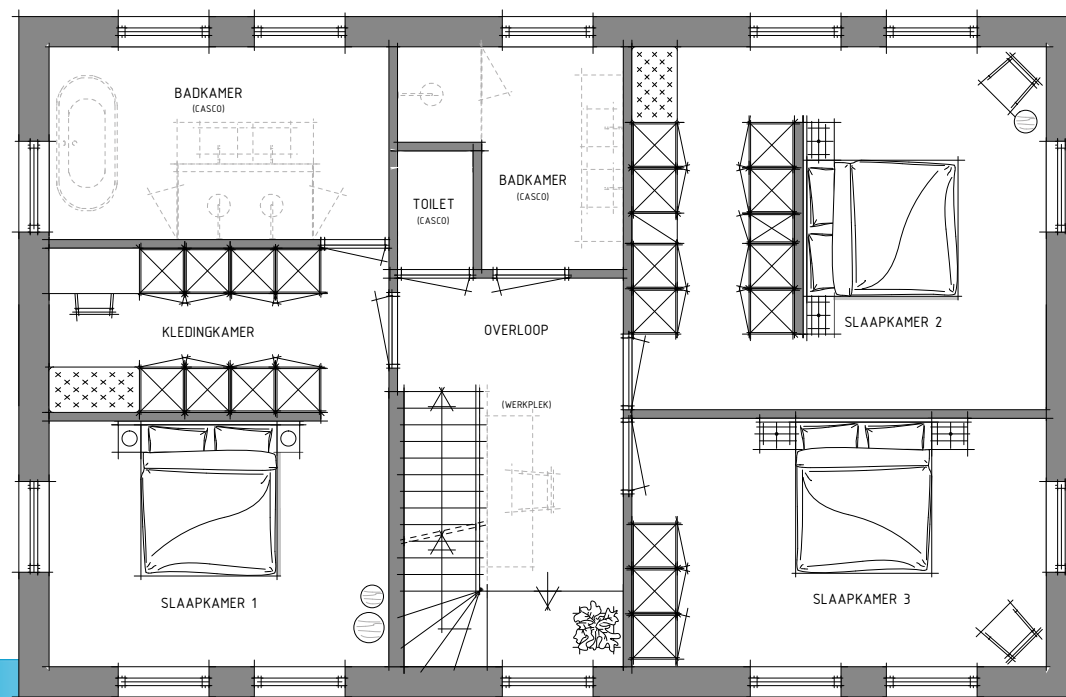 BADKAMER
(CASCO)
BADKAMER
(CASCO)
TOILET
(CASCO)
KLEDINGKAMER
OVERLOOP
SLAAPKAMER 2
(WERKPLEK)
SLAAPKAMER 1
SLAAPKAMER 3